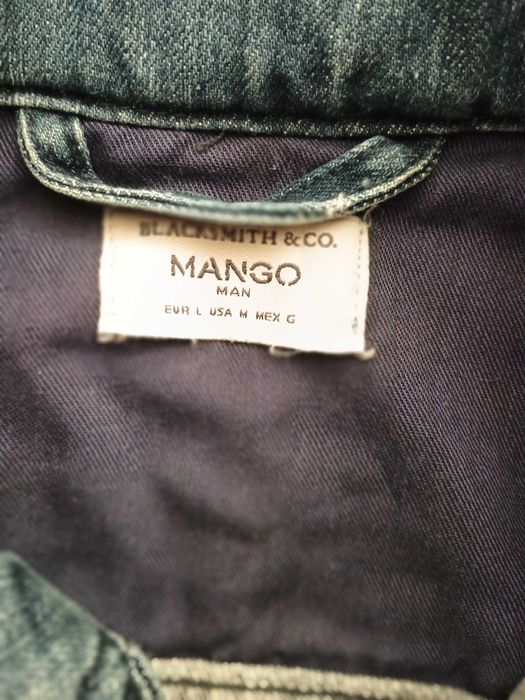 BLACKSMITH & CO.
MANGO
MAN
EUR L USA M MEX G